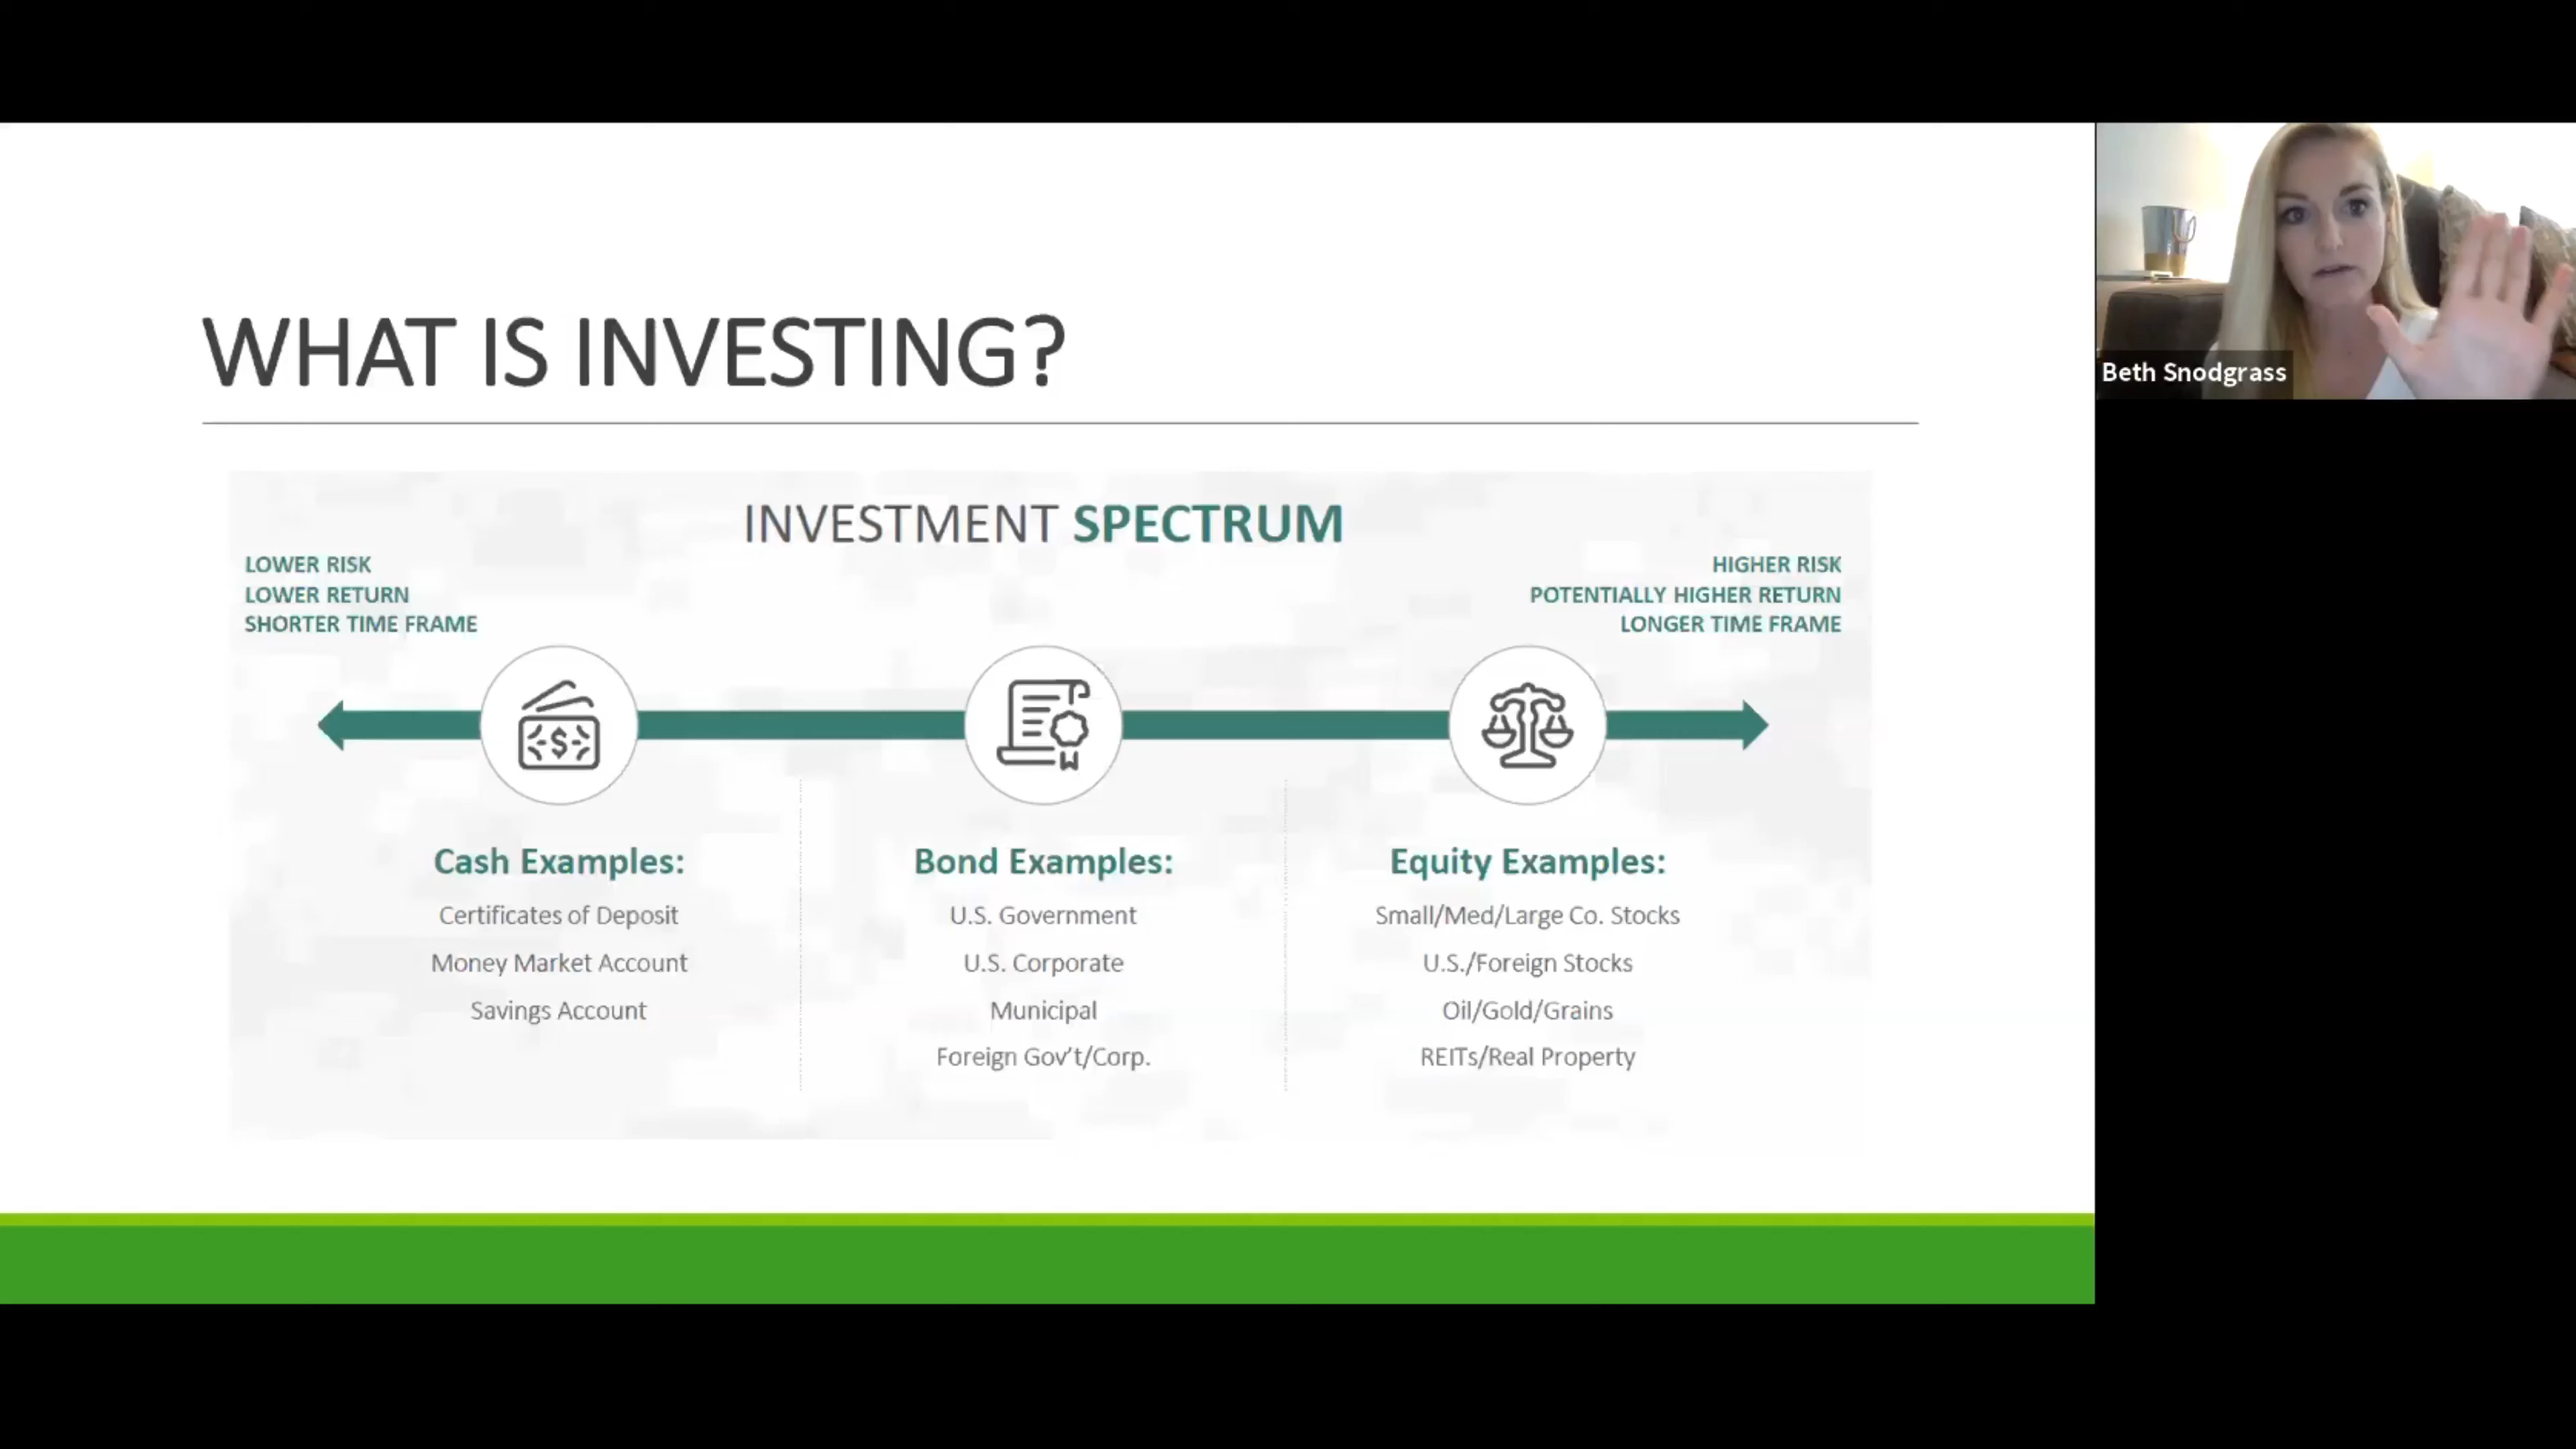 WHAT IS INVESTING?
INVESTMENT SPECTRUM
LOWER RISK
LOWER RETURN
SHORTER TIME FRAME
HIGHER RISK
POTENTIALLY HIGHER RETURN
LONGER TIME FRAME
$
Cash Examples:
Certificates of Deposit
Money Market Account
Savings Account
Bond Examples:
U.S. Government
U.S. Corporate
Municipal
Foreign Gov't/Corp.
Equity Examples:
Small/Med/Large Co. Stocks
U.S./Foreign Stocks
Oil/Gold/Grains
REITs/Real Property
Beth Snodgrass